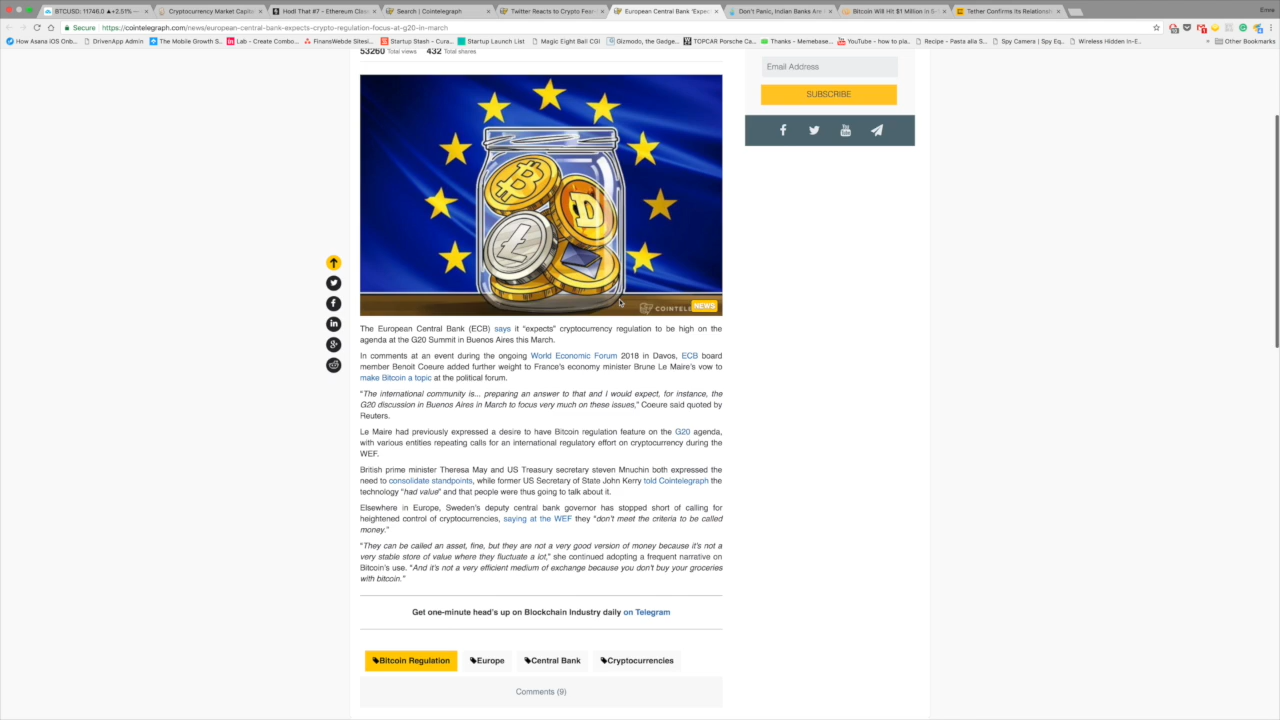 BTCUSD: 11746.0 ▲+2.51% —
Cryptocurrency Market Capita
Hodl That #7 - Ethereum Clos
Search | Cointelegraph
Twitter Reacts to Crypto Fear
European Central Bank 'Expec
Don't Panic, Indian Banks Are
Bitcoin Will Hit $1 Million in 5-
Tether Confirms Its Relationsh
Emre
Secure
https://cointelegraph.com/news/european-central-bank-expects-crypto-regulation-focus-at-g20-in-march
How Asana iOS Onb...
DrivenApp Admin
The Mobile Growth S...
Lab - Create Combo...
FinansWebde Sitesi...
Startup Stash - Cura...
Startup Launch List
Magic Eight Ball CGI
Gizmodo, the Gadge...
TOPCAR Porsche Ca...
Thanks - Memebase...
YouTube - how to pla...
Recipe - Pasta alla S...
Spy Camera | Spy Eq...
Wireless Hidden In-E...
Other Bookmarks
53260 Total views 432 Total shares
Email Address
SUBSCRIBE
COINTELE
NEWS
The European Central Bank (ECB) says it “expects” cryptocurrency regulation to be high on the
agenda at the G20 Summit in Buenos Aires this March.
In comments at an event during the ongoing World Economic Forum 2018 in Davos, ECB board
member Benoit Coeure added further weight to France's economy minister Brune Le Maire's vow to
make Bitcoin a topic at the political forum.
“The international community is... preparing an answer to that and I would expect, for instance, the
G20 discussion in Buenos Aires in March to focus very much on these issues,” Coeure said quoted by
Reuters.
Le Maire had previously expressed a desire to have Bitcoin regulation feature on the G20 agenda,
with various entities repeating calls for an international regulatory effort on cryptocurrency during the
WEF.
British prime minister Theresa May and US Treasury secretary steven Mnuchin both expressed the
need to consolidate standpoints, while former US Secretary of State John Kerry told Cointelegraph the
technology “had value” and that people were thus going to talk about it.
Elsewhere in Europe, Sweden's deputy central bank governor has stopped short of calling for
heightened control of cryptocurrencies, saying at the WEF they “don't meet the criteria to be called
money.”
“They can be called an asset, fine, but they are not a very good version of money because it's not a
very stable store of value where they fluctuate a lot,” she continued adopting a frequent narrative on
Bitcoin's use. “And it's not a very efficient medium of exchange because you don't buy your groceries
with bitcoin.”
Get one-minute head's up on Blockchain Industry daily on Telegram
Bitcoin Regulation
Europe
Central Bank
Cryptocurrencies
Comments (9)